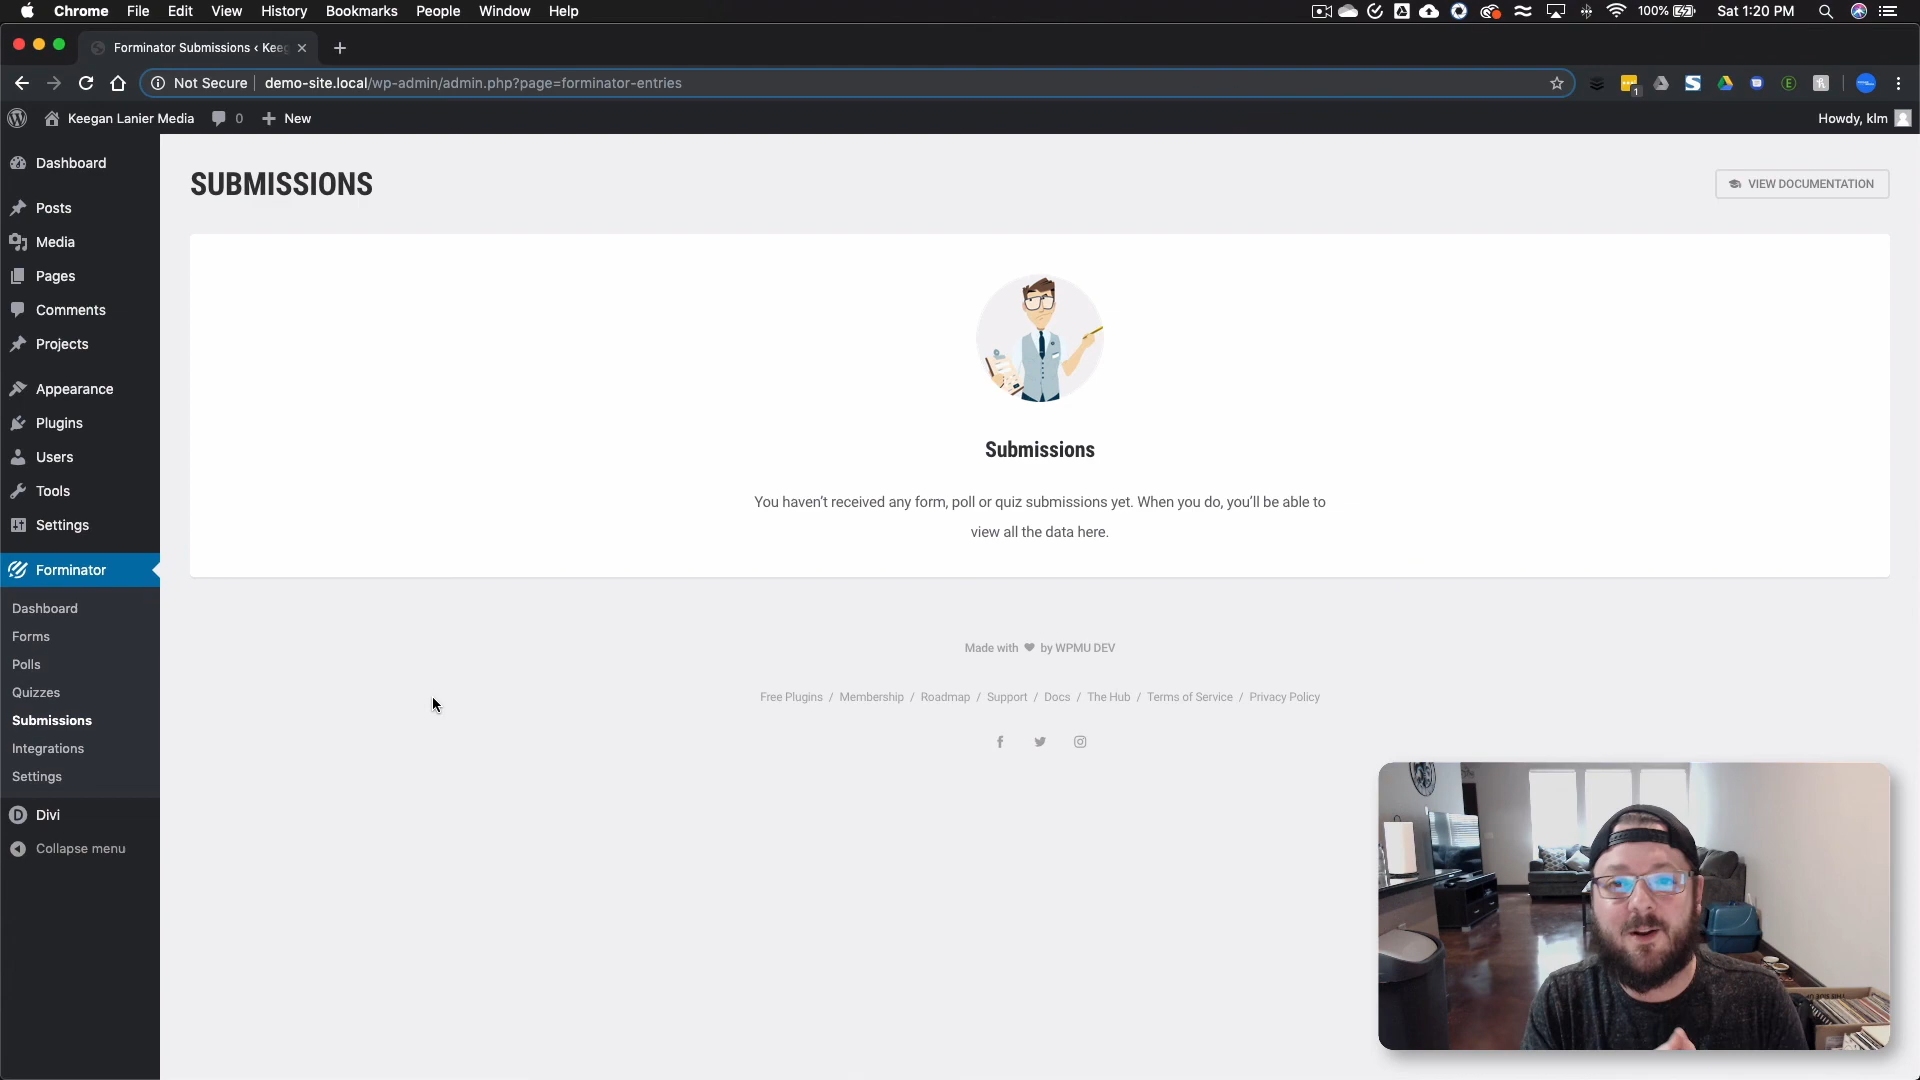 Chrome File Edit View History Bookmarks People Window Help
100% Sat 1:20 PM
Forminator Submissions ‹ Kee
Not Secure demo-site.local/wp-admin/admin.php?page=forminator-entries
1
Keegan Lanier Media 0 New
Howdy, klm
Dashboard
Posts
Media
Pages
Comments
Projects
Appearance
Plugins
Users
Tools
Settings
Forminator
Dashboard
Forms
Polls
Quizzes
Submissions
Integrations
Settings
Divi
Collapse menu
SUBMISSIONS
VIEW DOCUMENTATION
Submissions
You haven’t received any form, poll or quiz submissions yet. When you do, you’ll be able to
view all the data here.
Made with ♥ by WPMU DEV
Free Plugins / Membership / Roadmap / Support / Docs / The Hub / Terms of Service / Privacy Policy